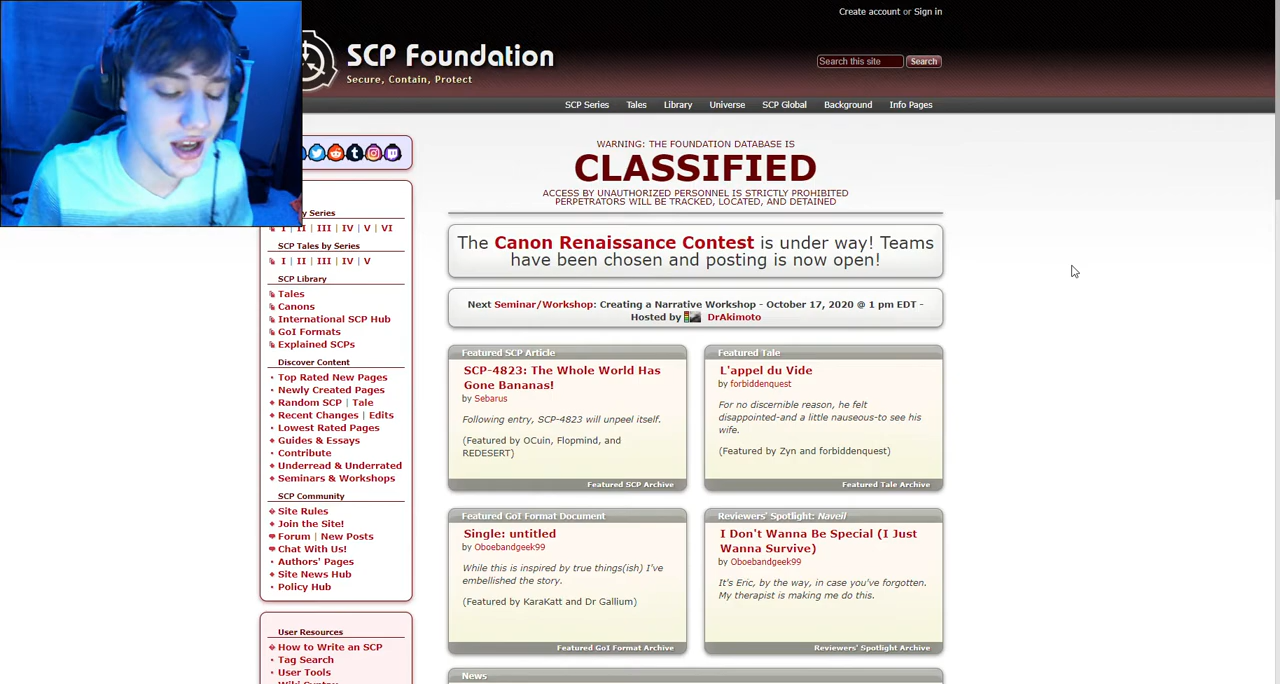 Create account or Sign in
SCP Foundation
Secure, Contain, Protect
Search this site
Search
SCP Series
Tales
Library
Universe
SCP Global
Background
Info Pages
y Series
I | II | III | IV | V | VI
SCP Tales by Series
I | II | III | IV | V
SCP Library
Tales
Canons
International SCP Hub
GoI Formats
Explained SCPs
Discover Content
Top Rated New Pages
Newly Created Pages
Random SCP | Tale
Recent Changes | Edits
Lowest Rated Pages
Guides & Essays
Contribute
Underread & Underrated
Seminars & Workshops
SCP Community
Site Rules
Join the Site!
Forum | New Posts
Chat With Us!
Authors' Pages
Site News Hub
Policy Hub
User Resources
How to Write an SCP
Tag Search
User Tools
WARNING: THE FOUNDATION DATABASE IS
CLASSIFIED
ACCESS BY UNAUTHORIZED PERSONNEL IS STRICTLY PROHIBITED
PERPETRATORS WILL BE TRACKED, LOCATED, AND DETAINED
The Canon Renaissance Contest is under way! Teams
have been chosen and posting is now open!
Next Seminar/Workshop: Creating a Narrative Workshop - October 17, 2020 @ 1 pm EDT -
Hosted by DrAkimoto
Featured SCP Article
SCP-4823: The Whole World Has
Gone Bananas!
by Sebarus
Following entry, SCP-4823 will unpeel itself.
(Featured by OCuin, Flopmind, and
REDESERT)
Featured SCP Archive
Featured Tale
L'appel du Vide
by forbiddenquest
For no discernible reason, he felt
disappointed-and a little nauseous-to see his
wife.
(Featured by Zyn and forbiddenquest)
Featured Tale Archive
Featured GoI Format Document
Single: untitled
by Oboebandgeek99
While this is inspired by true things(ish) I've
embellished the story.
(Featured by KaraKatt and Dr Gallium)
Featured GoI Format Archive
Reviewers' Spotlight: Naveil
I Don't Wanna Be Special (I Just
Wanna Survive)
by Oboebandgeek99
It's Eric, by the way, in case you've forgotten.
My therapist is making me do this.
Reviewers' Spotlight Archive
News